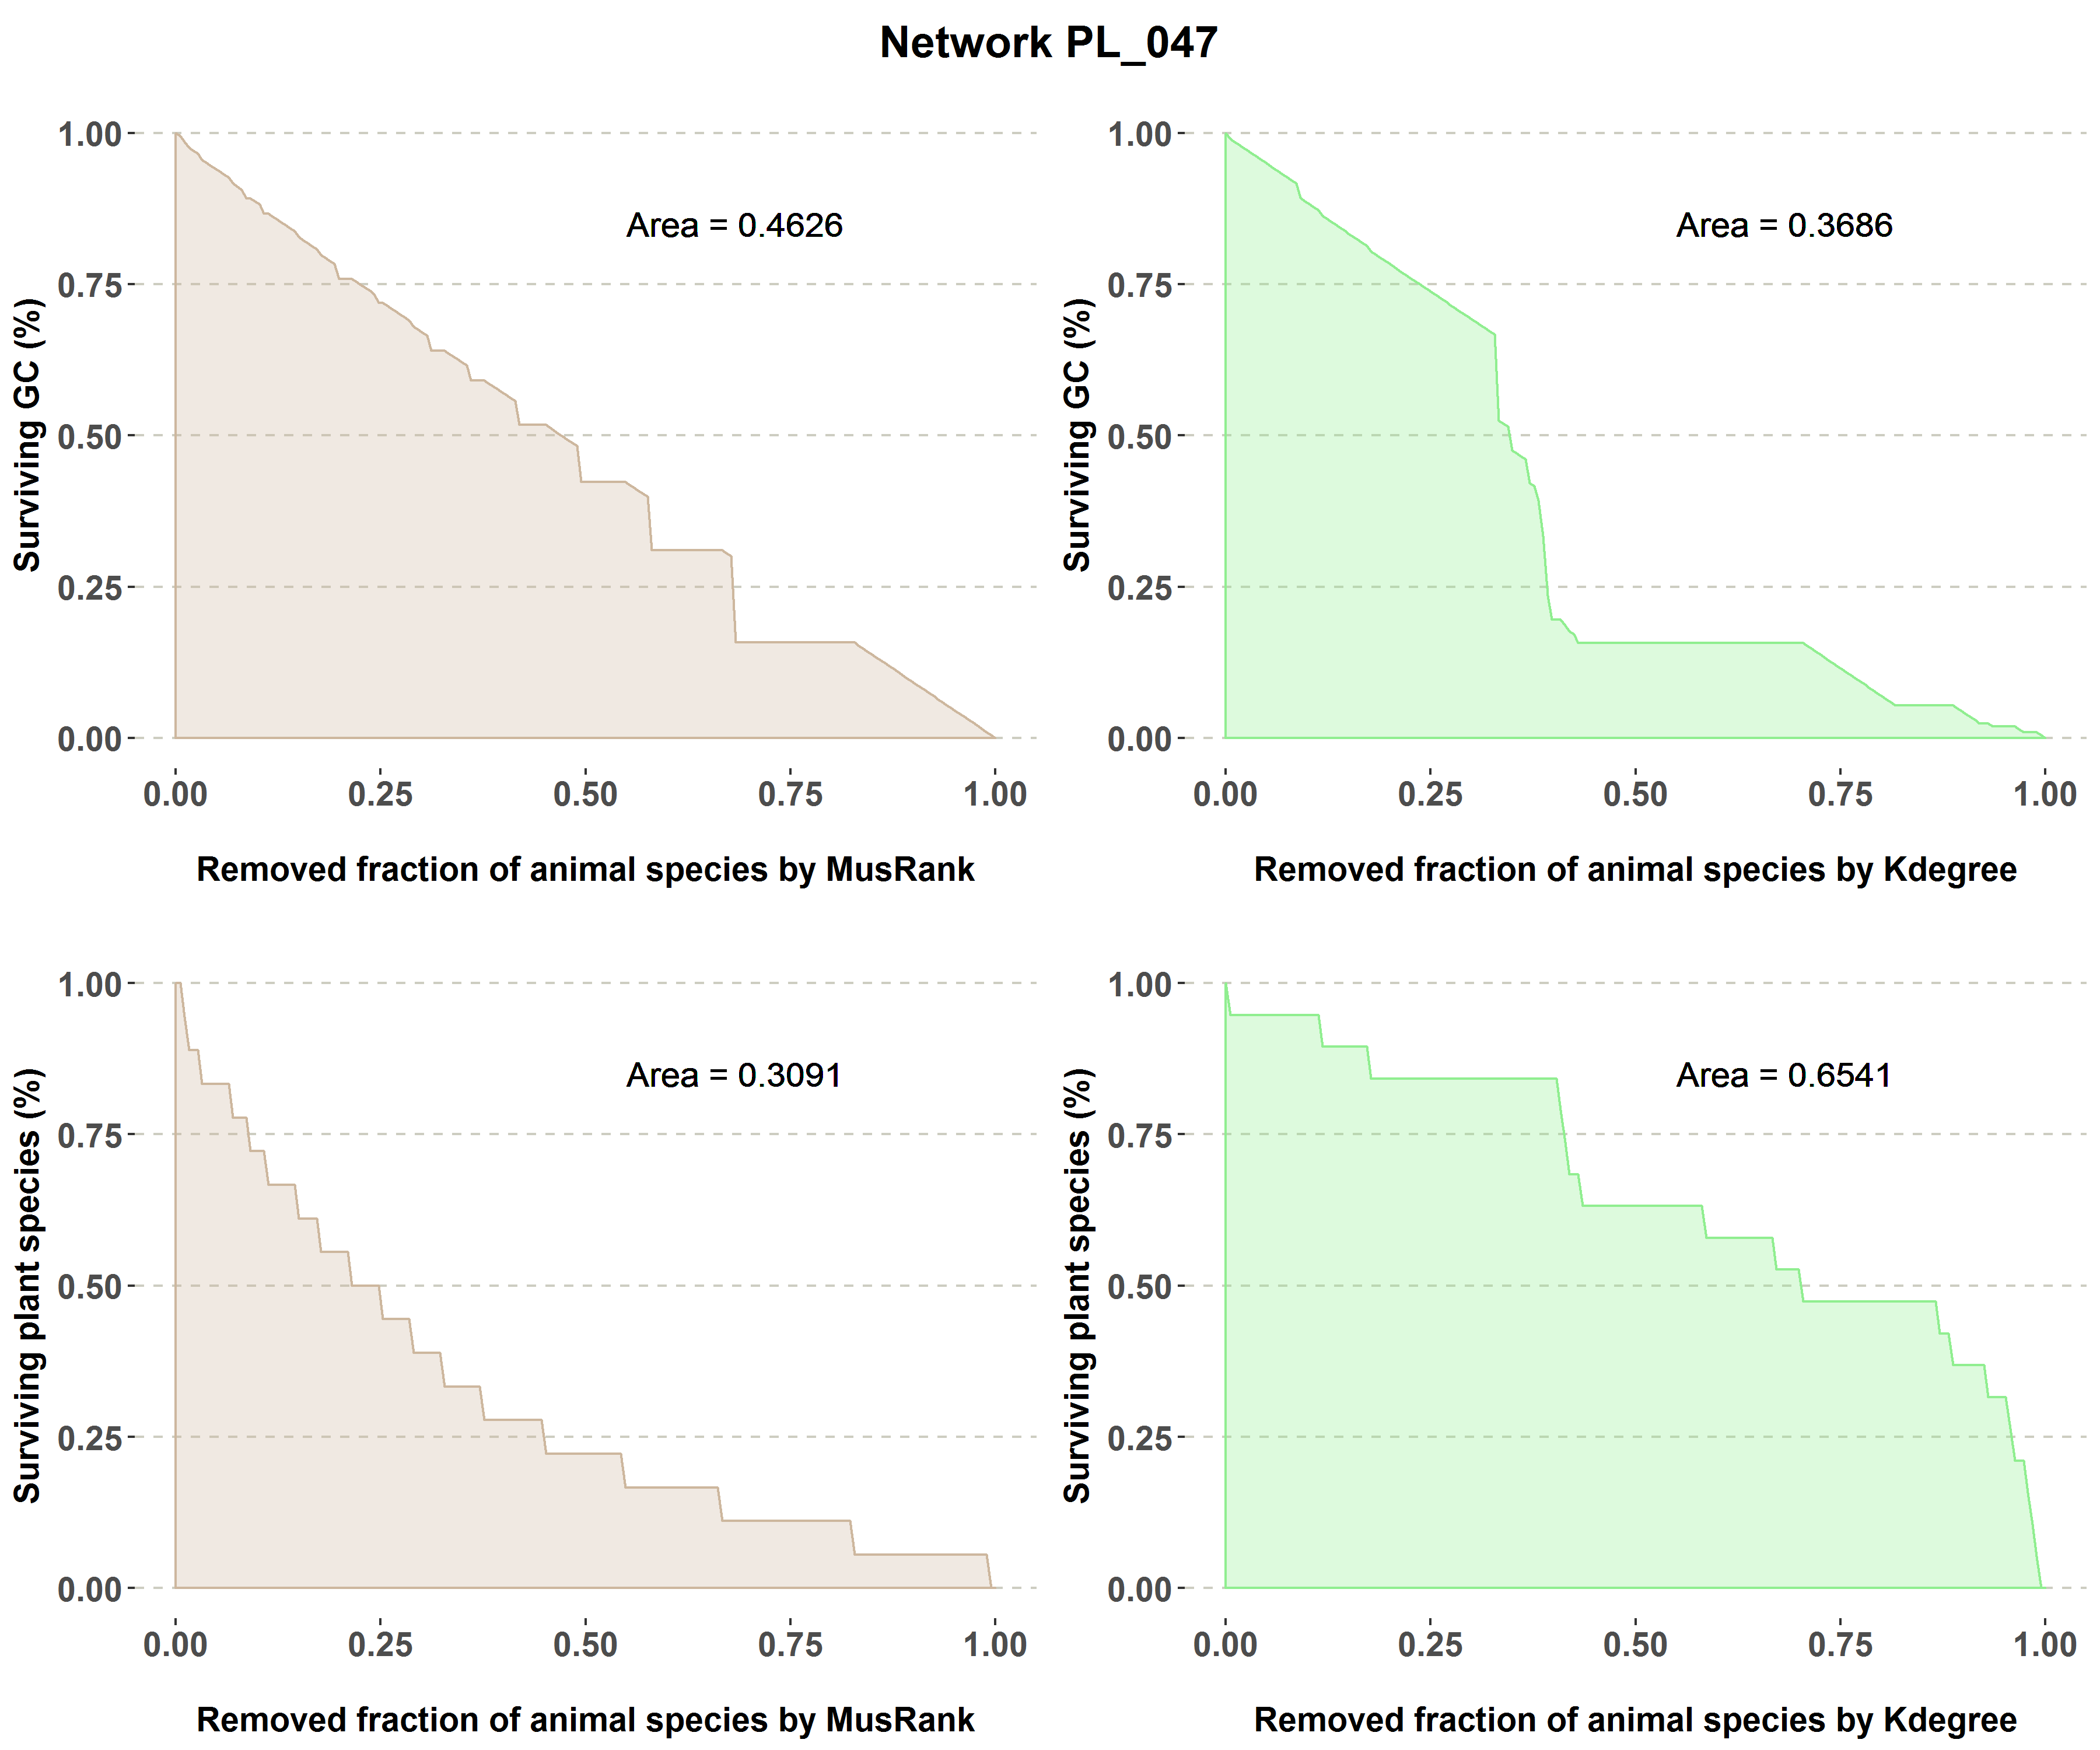 Network PL_047
Surviving GC (%)
1.00
0.75
0.50
0.25
0.00
Area = 0.4626
0.00 0.25 0.50 0.75 1.00
Removed fraction of animal species by MusRank
Surviving GC (%)
1.00
0.75
0.50
0.25
0.00
Area = 0.3686
0.00 0.25 0.50 0.75 1.00
Removed fraction of animal species by Kdegree
Surviving plant species (%)
1.00
0.75
0.50
0.25
0.00
Area = 0.3091
0.00 0.25 0.50 0.75 1.00
Removed fraction of animal species by MusRank
Surviving plant species (%)
1.00
0.75
0.50
0.25
0.00
Area = 0.6541
0.00 0.25 0.50 0.75 1.00
Removed fraction of animal species by Kdegree